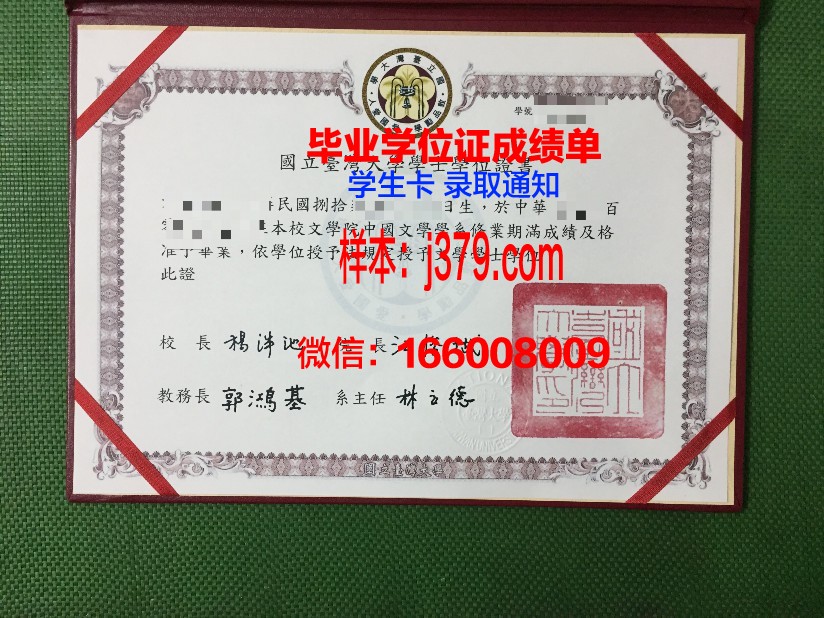 學號
毕业学位证成绩单
國立臺灣大學學士學位證書
学生卡 录取通知
民國捌拾 日生，於中華 百
本校文學院中國文學學系修業期滿成績及格
准予畢業，依學位授予法規定授予文學學士學位
此證
样本：j379.com
校 長 楊泮池 院 長
微信：166008009
教務長 郭鴻基 系主任
國立臺灣大學